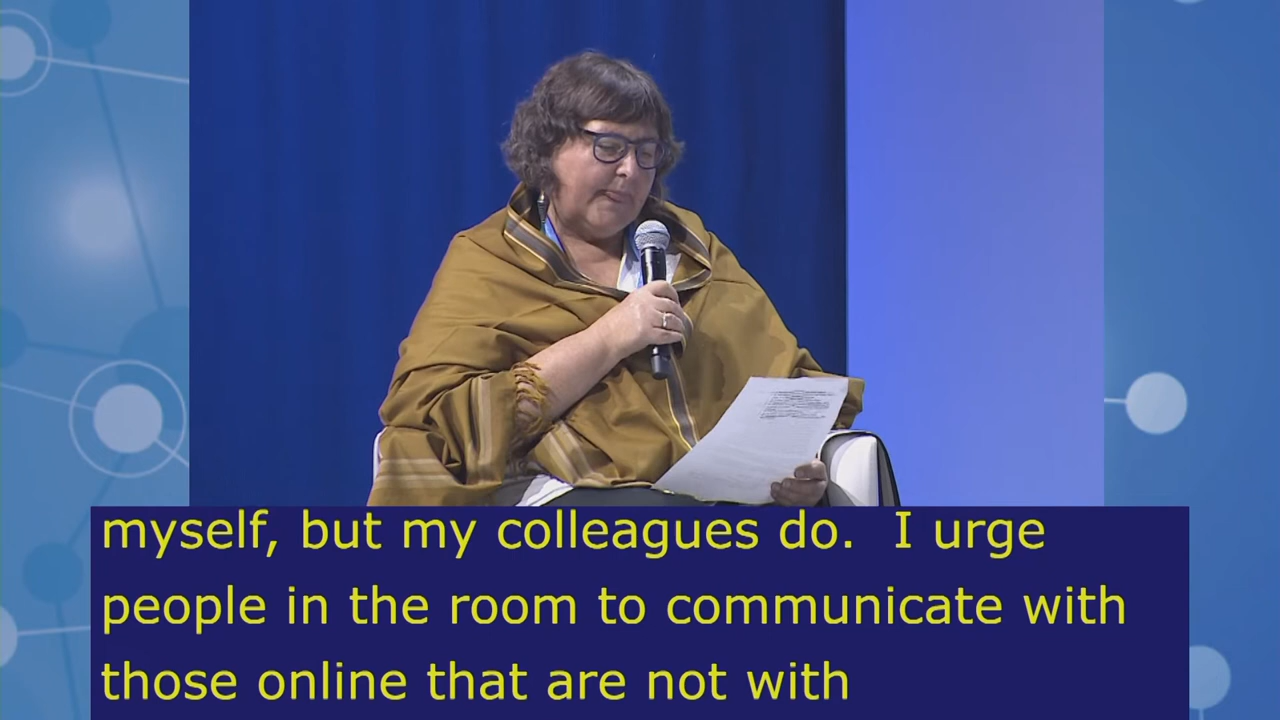 myself, but my colleagues do.  I urge
people in the room to communicate with
those online that are not with